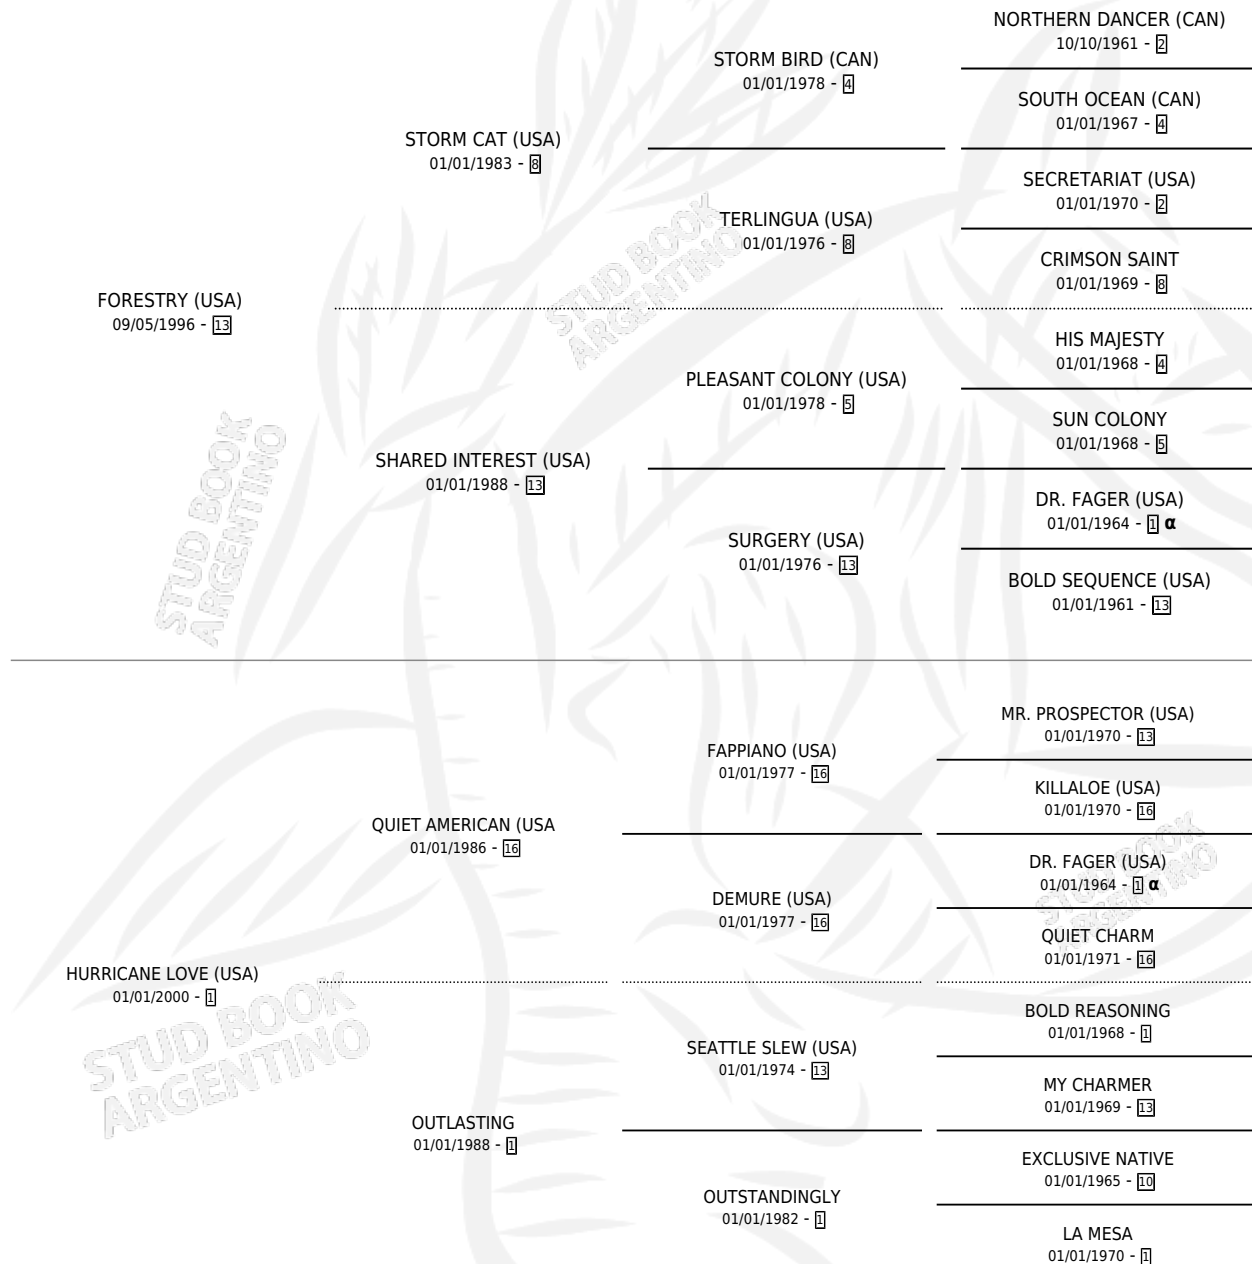 FORESTRY (USA)
09/05/1996 - 13
STORM CAT (USA)
01/01/1983 - 8
SHARED INTEREST (USA)
01/01/1988 - 13
STORM BIRD (CAN)
01/01/1978 - 4
TERLINGUA (USA)
01/01/1976 - 8
PLEASANT COLONY (USA)
01/01/1978 - 5
SURGERY (USA)
01/01/1976 - 13
NORTHERN DANCER (CAN)
10/10/1961 - 2
SOUTH OCEAN (CAN)
01/01/1967 - 4
SECRETARIAT (USA)
01/01/1970 - 2
CRIMSON SAINT
01/01/1969 - 8
HIS MAJESTY
01/01/1968 - 4
SUN COLONY
01/01/1968 - 5
DR. FAGER (USA)
01/01/1964 - 1 α
BOLD SEQUENCE (USA)
01/01/1961 - 13
HURRICANE LOVE (USA)
01/01/2000 - 1
QUIET AMERICAN (USA
01/01/1986 - 16
OUTLASTING
01/01/1988 - 1
FAPPIANO (USA)
01/01/1977 - 16
DEMURE (USA)
01/01/1977 - 16
SEATTLE SLEW (USA)
01/01/1974 - 13
OUTSTANDINGLY
01/01/1982 - 1
MR. PROSPECTOR (USA)
01/01/1970 - 13
KILLALOE (USA)
01/01/1970 - 16
DR. FAGER (USA)
01/01/1964 - 1 α
QUIET CHARM
01/01/1971 - 16
BOLD REASONING
01/01/1968 - 1
MY CHARMER
01/01/1969 - 13
EXCLUSIVE NATIVE
01/01/1965 - 10
LA MESA
01/01/1970 - 1
STUD BOOK
ARGENTINO
STUD BOOK
ARGENTINO
STUD BOOK
ARGENTINO
STUD BOOK
ARGENTINO